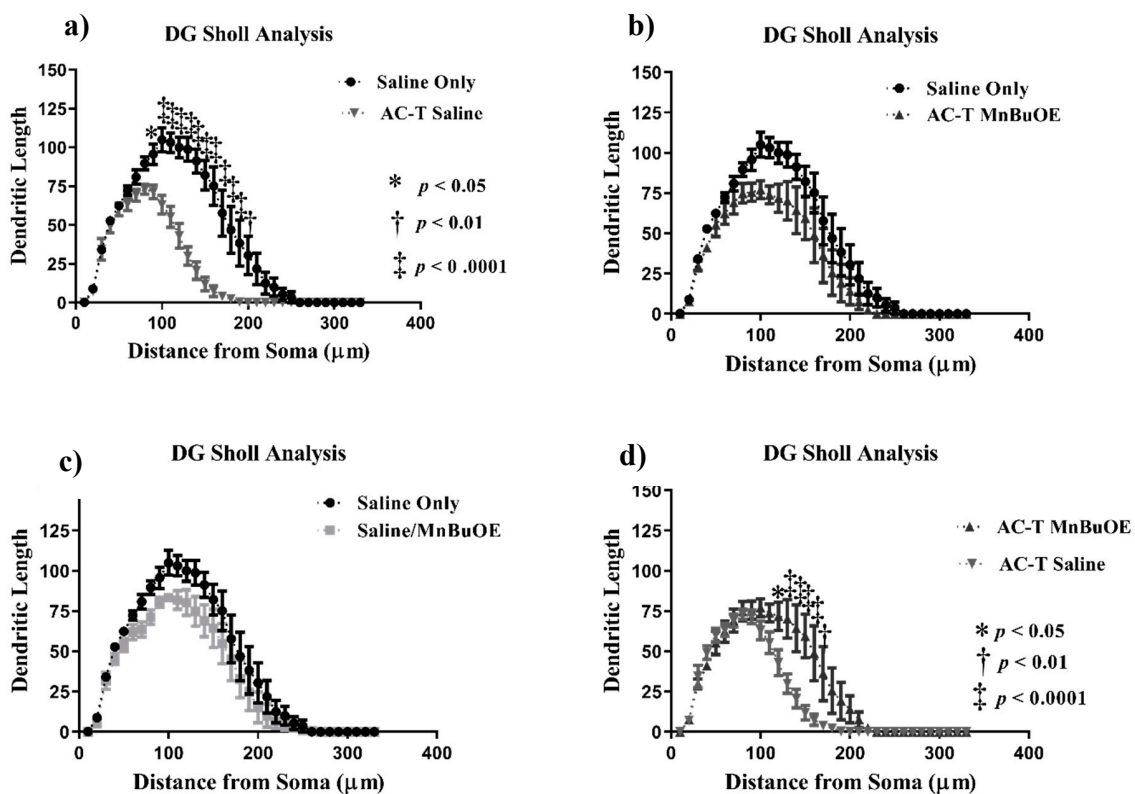 a)
DG Sholl Analysis
150
125
100
75
50
25
0
0
100
200
300
400
Dendritic Length
Distance from Soma (μm)
Saline Only
AC-T Saline
* p < 0.05
† p < 0.01
‡ p < 0 .0001
*‡‡‡‡‡‡‡‡‡††
b)
DG Sholl Analysis
150
125
100
75
50
25
0
0
100
200
300
400
Dendritic Length
Distance from Soma (μm)
Saline Only
AC-T MnBuOE
c)
DG Sholl Analysis
125
100
75
50
25
0
0
100
200
300
400
Dendritic Length
Distance from Soma (μm)
Saline Only
Saline/MnBuOE
d)
DG Sholl Analysis
150
125
100
75
50
25
0
0
100
200
300
400
Dendritic Length
Distance from Soma (μm)
AC-T MnBuOE
AC-T Saline
* p < 0.05
† p < 0.01
‡ p < 0.0001
*‡‡‡‡†